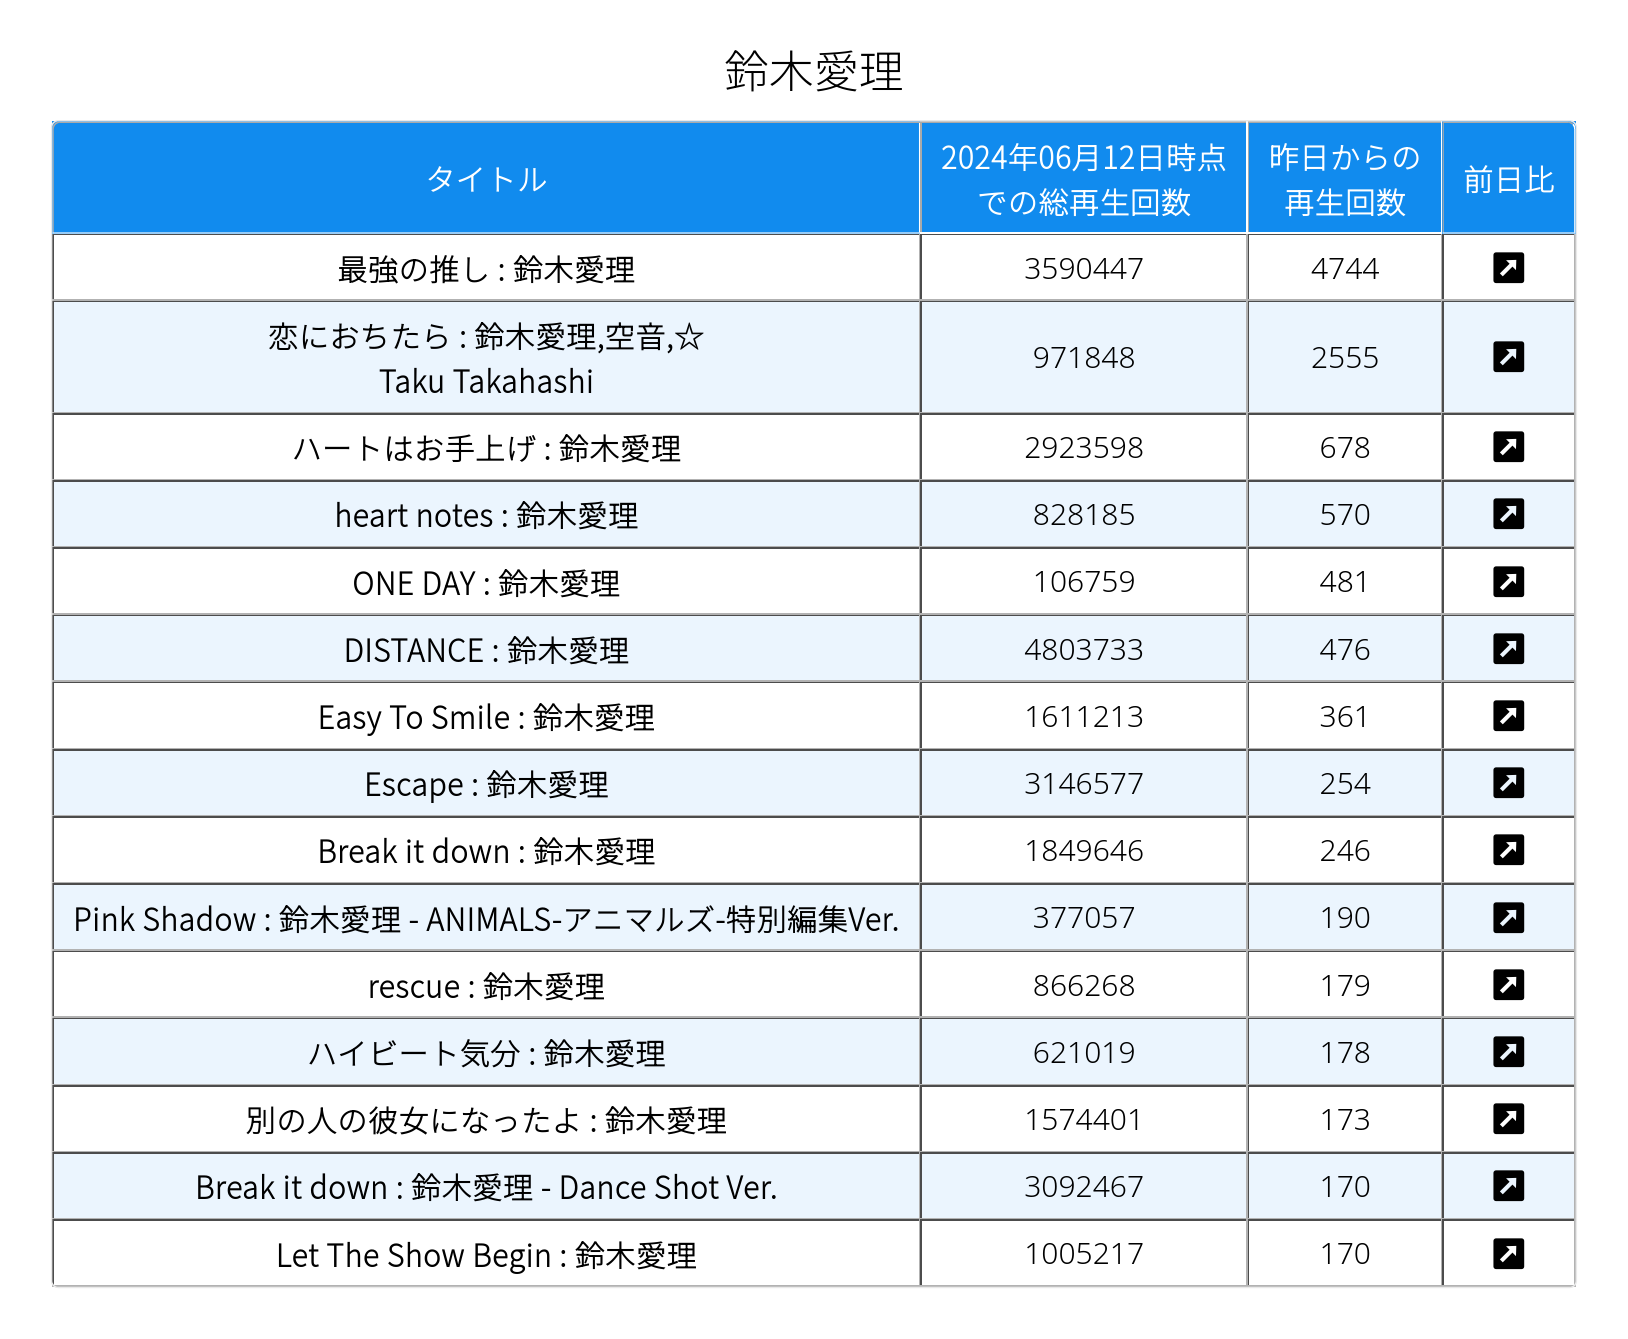 鈴木愛理
タイトル
2024年06月12日時点
での総再生回数
昨日からの
再生回数
前日比
最強の推し : 鈴木愛理 3590447 4744
恋におちたら : 鈴木愛理,空音,☆
Taku Takahashi 971848 2555
ハートはお手上げ : 鈴木愛理 2923598 678
heart notes : 鈴木愛理 828185 570
ONE DAY : 鈴木愛理 106759 481
DISTANCE : 鈴木愛理 4803733 476
Easy To Smile : 鈴木愛理 1611213 361
Escape : 鈴木愛理 3146577 254
Break it down : 鈴木愛理 1849646 246
Pink Shadow : 鈴木愛理 - ANIMALS-アニマルズ-特別編集Ver. 377057 190
rescue : 鈴木愛理 866268 179
ハイビート気分 : 鈴木愛理 621019 178
別の人の彼女になったよ : 鈴木愛理 1574401 173
Break it down : 鈴木愛理 - Dance Shot Ver. 3092467 170
Let The Show Begin : 鈴木愛理 1005217 170